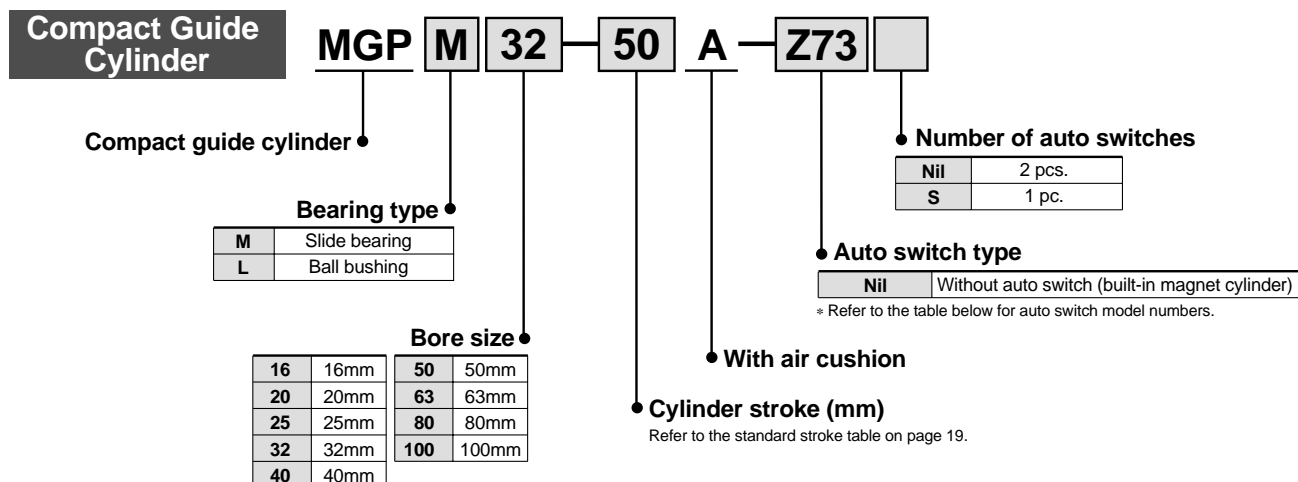 Compact Guide
Cylinder
MGP M 32 — 50 A — Z73
Compact guide cylinder
Number of auto switches
Nil 2 pcs.
S 1 pc.
Bearing type
M Slide bearing
L Ball bushing
Auto switch type
Nil Without auto switch (built-in magnet cylinder)
∗ Refer to the table below for auto switch model numbers.
Bore size
16 16mm 50 50mm
20 20mm 63 63mm
25 25mm 80 80mm
32 32mm 100 100mm
40 40mm
With air cushion
Cylinder stroke (mm)
Refer to the standard stroke table on page 19.